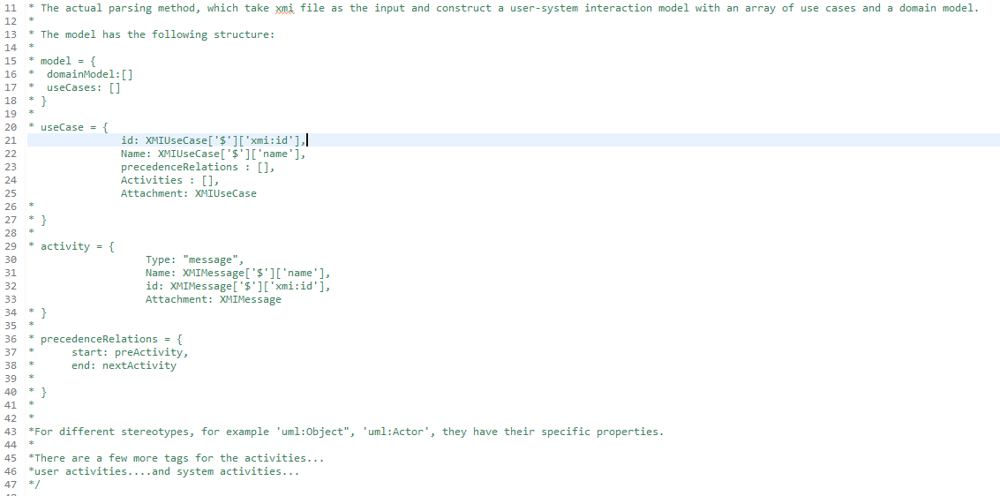 11 * The actual parsing method, which take xmi file as the input and construct a user-system interaction model with an array of use cases and a domain model.
12 *
13 * The model has the following structure:
14 *
15 * model = {
16 *  domainModel:[]
17 *  useCases: []
18 * }
19 *
20 * useCase = {
21 id: XMIUseCase['$']['xmi:id'],
22 Name: XMIUseCase['$']['name'],
23 precedenceRelations : [],
24 Activities : [],
25 Attachment: XMIUseCase
26 *
27 * }
28 *
29 * activity = {
30 Type: "message",
31 Name: XMIMessage['$']['name'],
32 id: XMIMessage['$']['xmi:id'],
33 Attachment: XMIMessage
34 * }
35 *
36 * precedenceRelations = {
37 *      start: preActivity,
38 *      end: nextActivity
39 *
40 * }
41 *
42 *
43 *For different stereotypes, for example 'uml:Object", 'uml:Actor', they have their specific properties.
44 *
45 *There are a few more tags for the activities...
46 *user activities....and system activities...
47 */